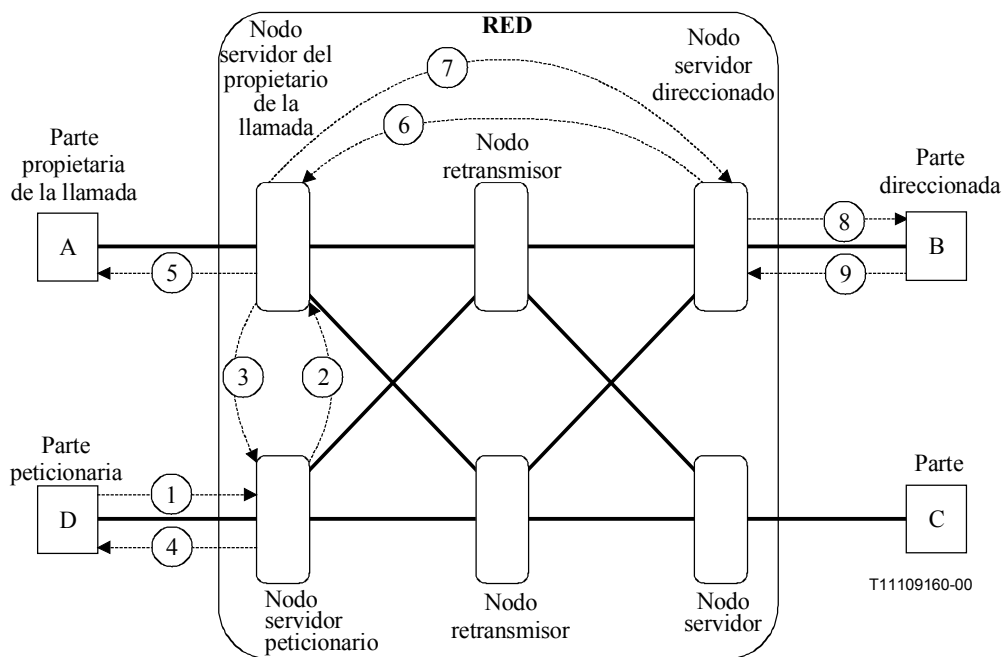 RED
Nodo
servidor del
propietario
de la
llamada
Nodo
servidor
direccionado
7
6
Nodo
retransmisor
Parte
propietaria
de la llamada
Parte
direccionada
A
B
5
8
9
3
2
Parte
peticionaria
Parte
D
C
1
4
Nodo
servidor
peticionario
Nodo
retransmisor
Nodo
servidor
T11109160-00